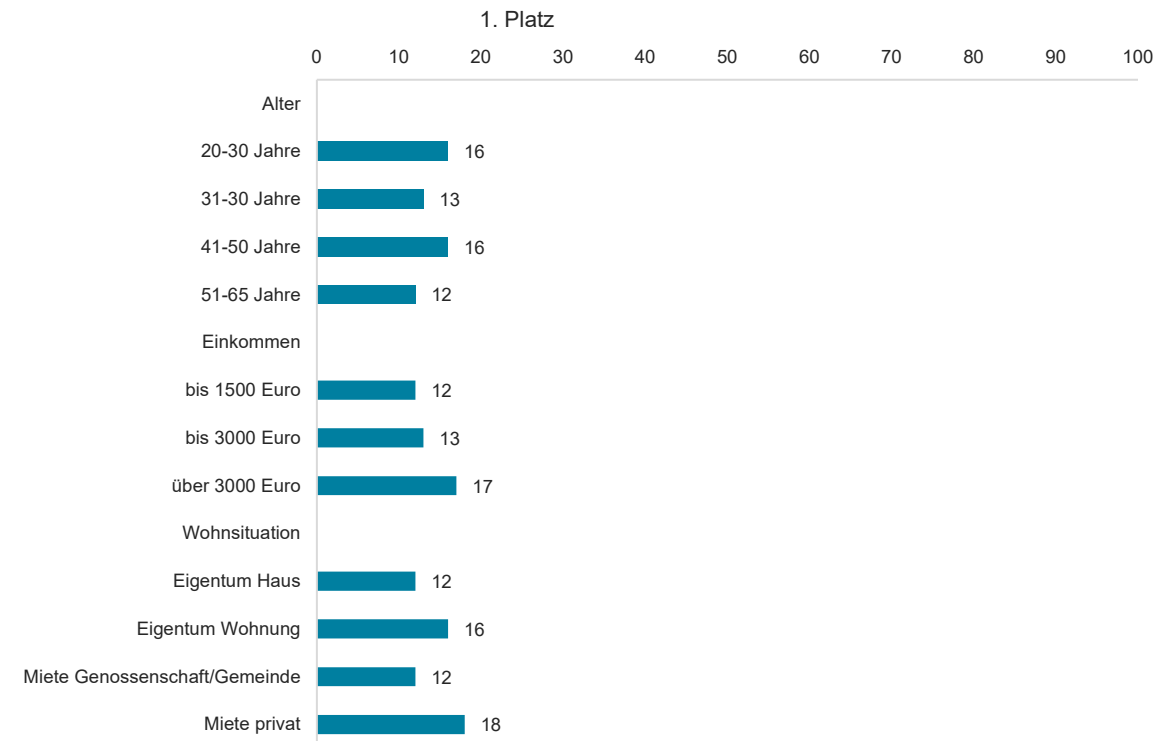 1. Platz
0 10 20 30 40 50 60 70 80 90 100
Alter
20-30 Jahre 16
31-30 Jahre 13
41-50 Jahre 16
51-65 Jahre 12
Einkommen
bis 1500 Euro 12
bis 3000 Euro 13
über 3000 Euro 17
Wohnsituation
Eigentum Haus 12
Eigentum Wohnung 16
Miete Genossenschaft/Gemeinde 12
Miete privat 18